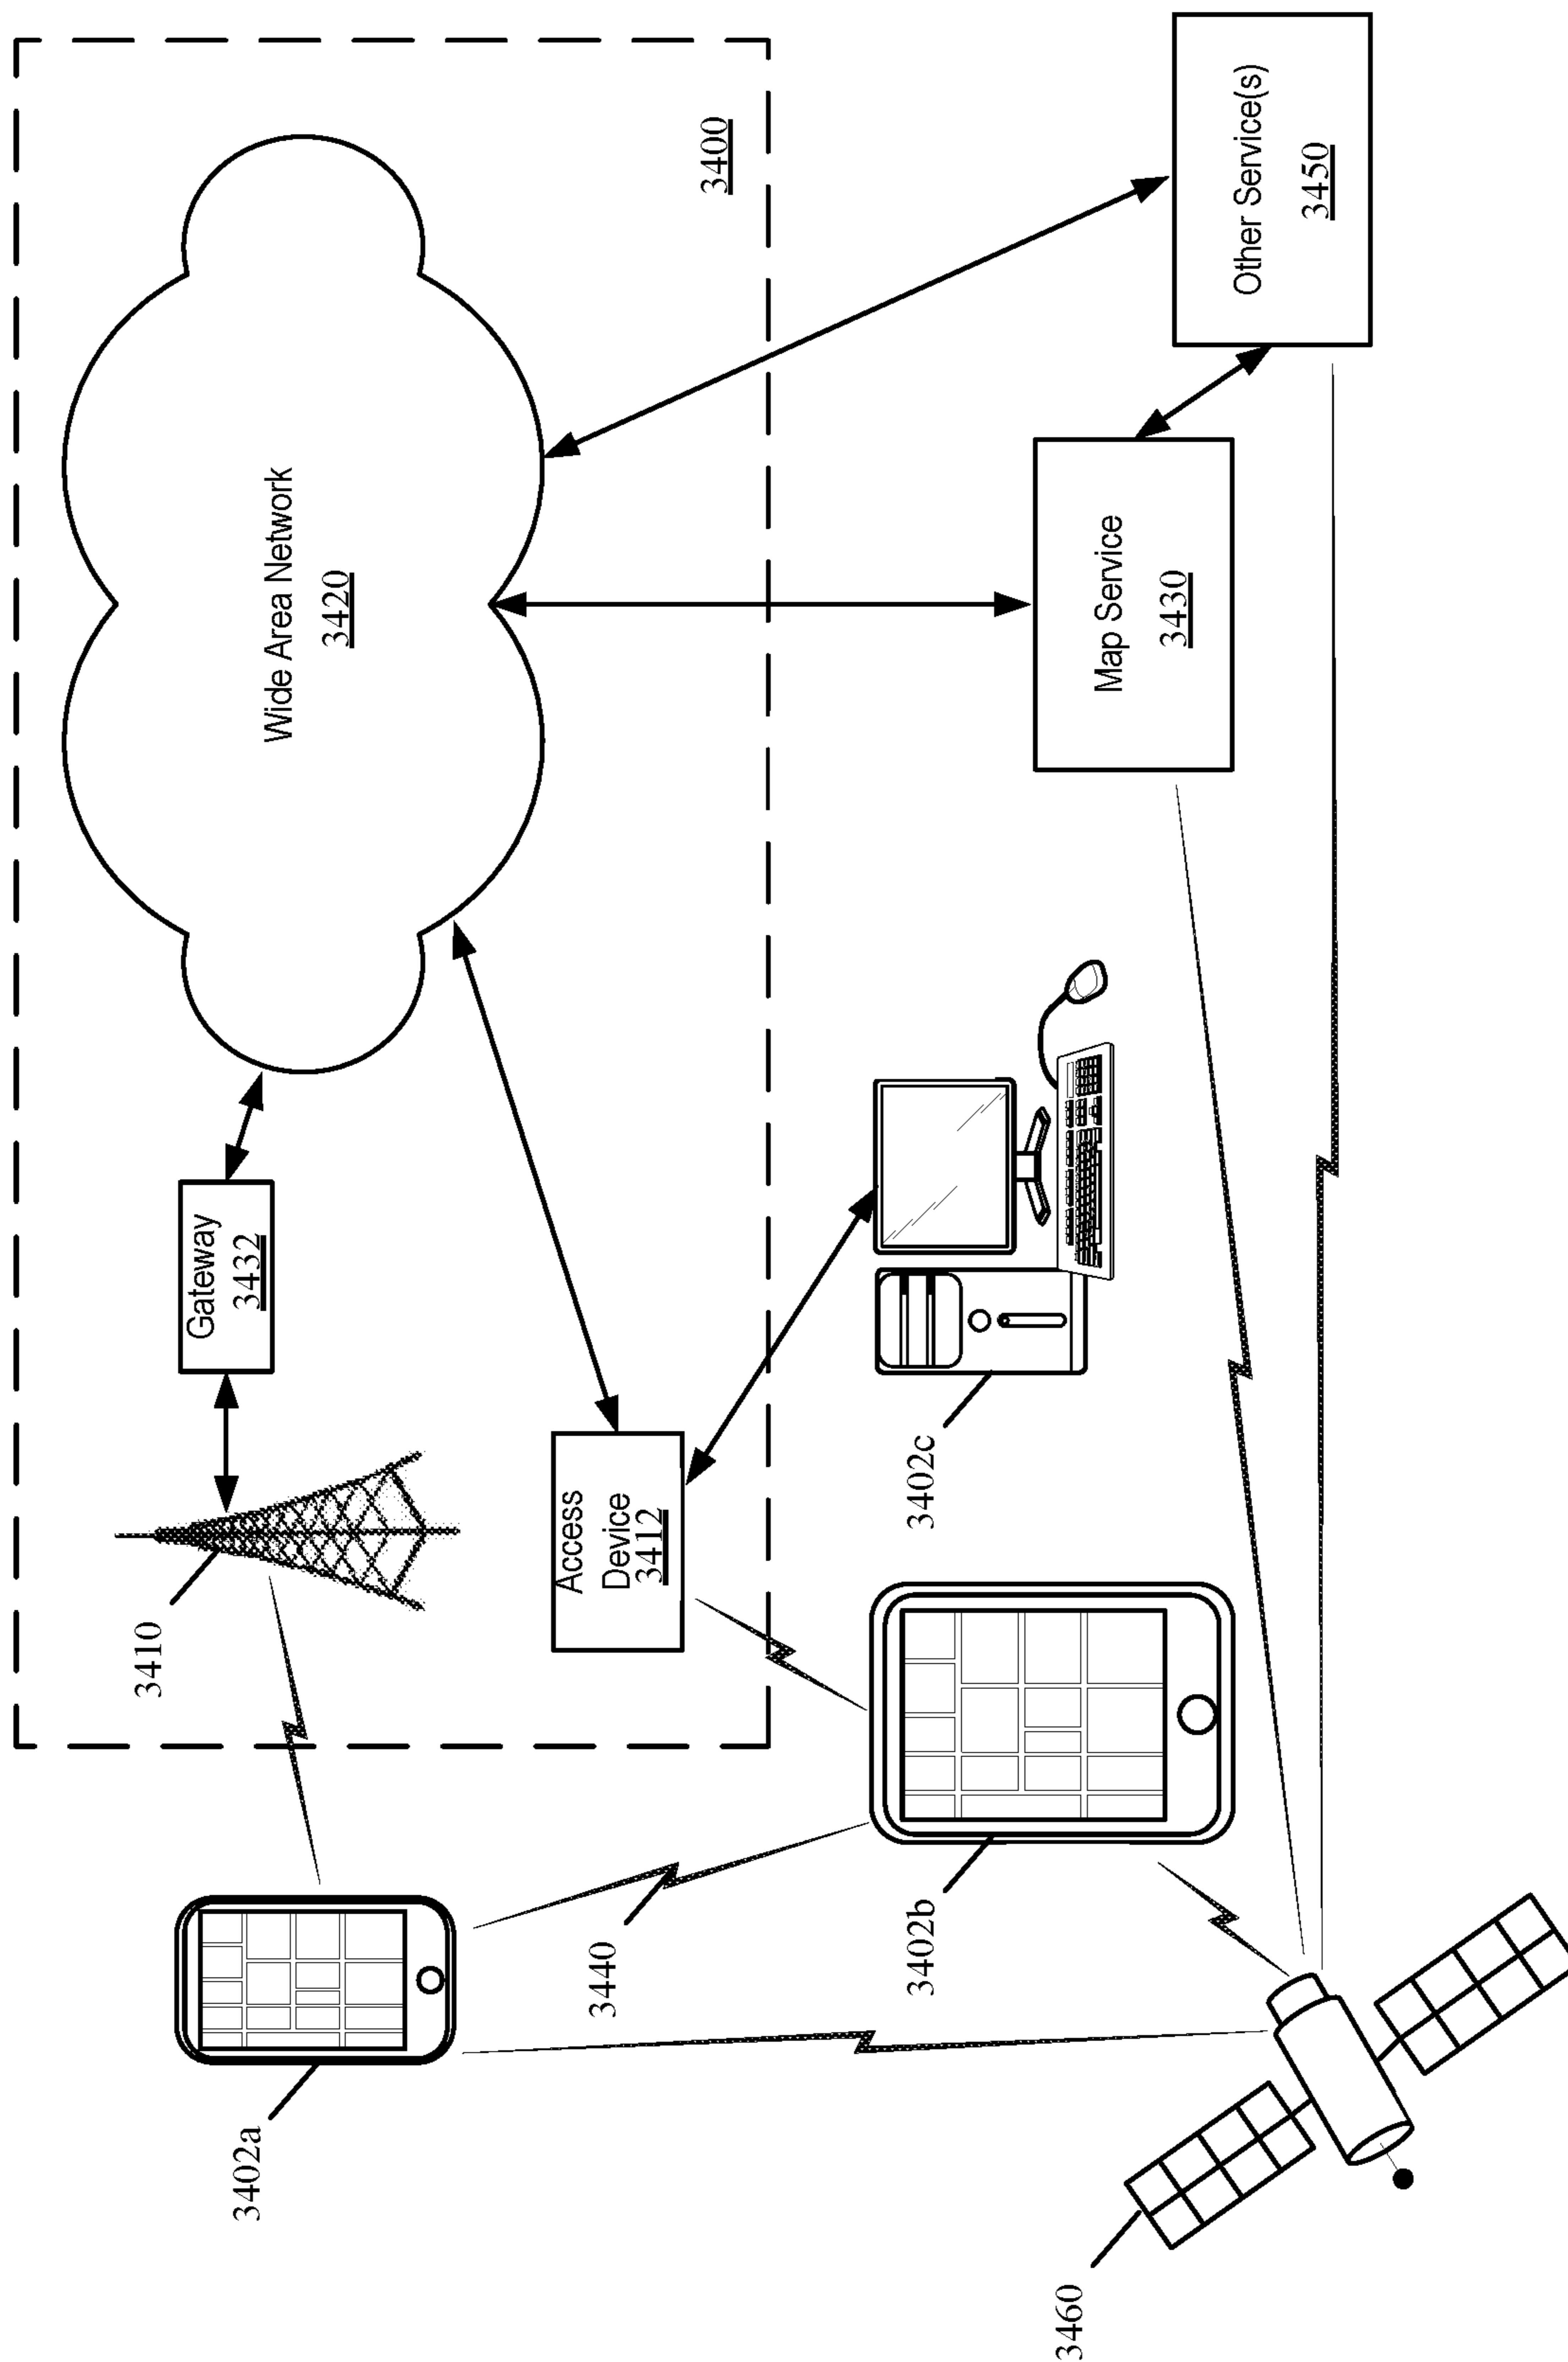 3402a
3410
Gateway
3432
Wide Area Network
3420
3440
Access
Device
3412
3400
3402b
3402c
3460
Map Service
3430
Other Service(s)
3450